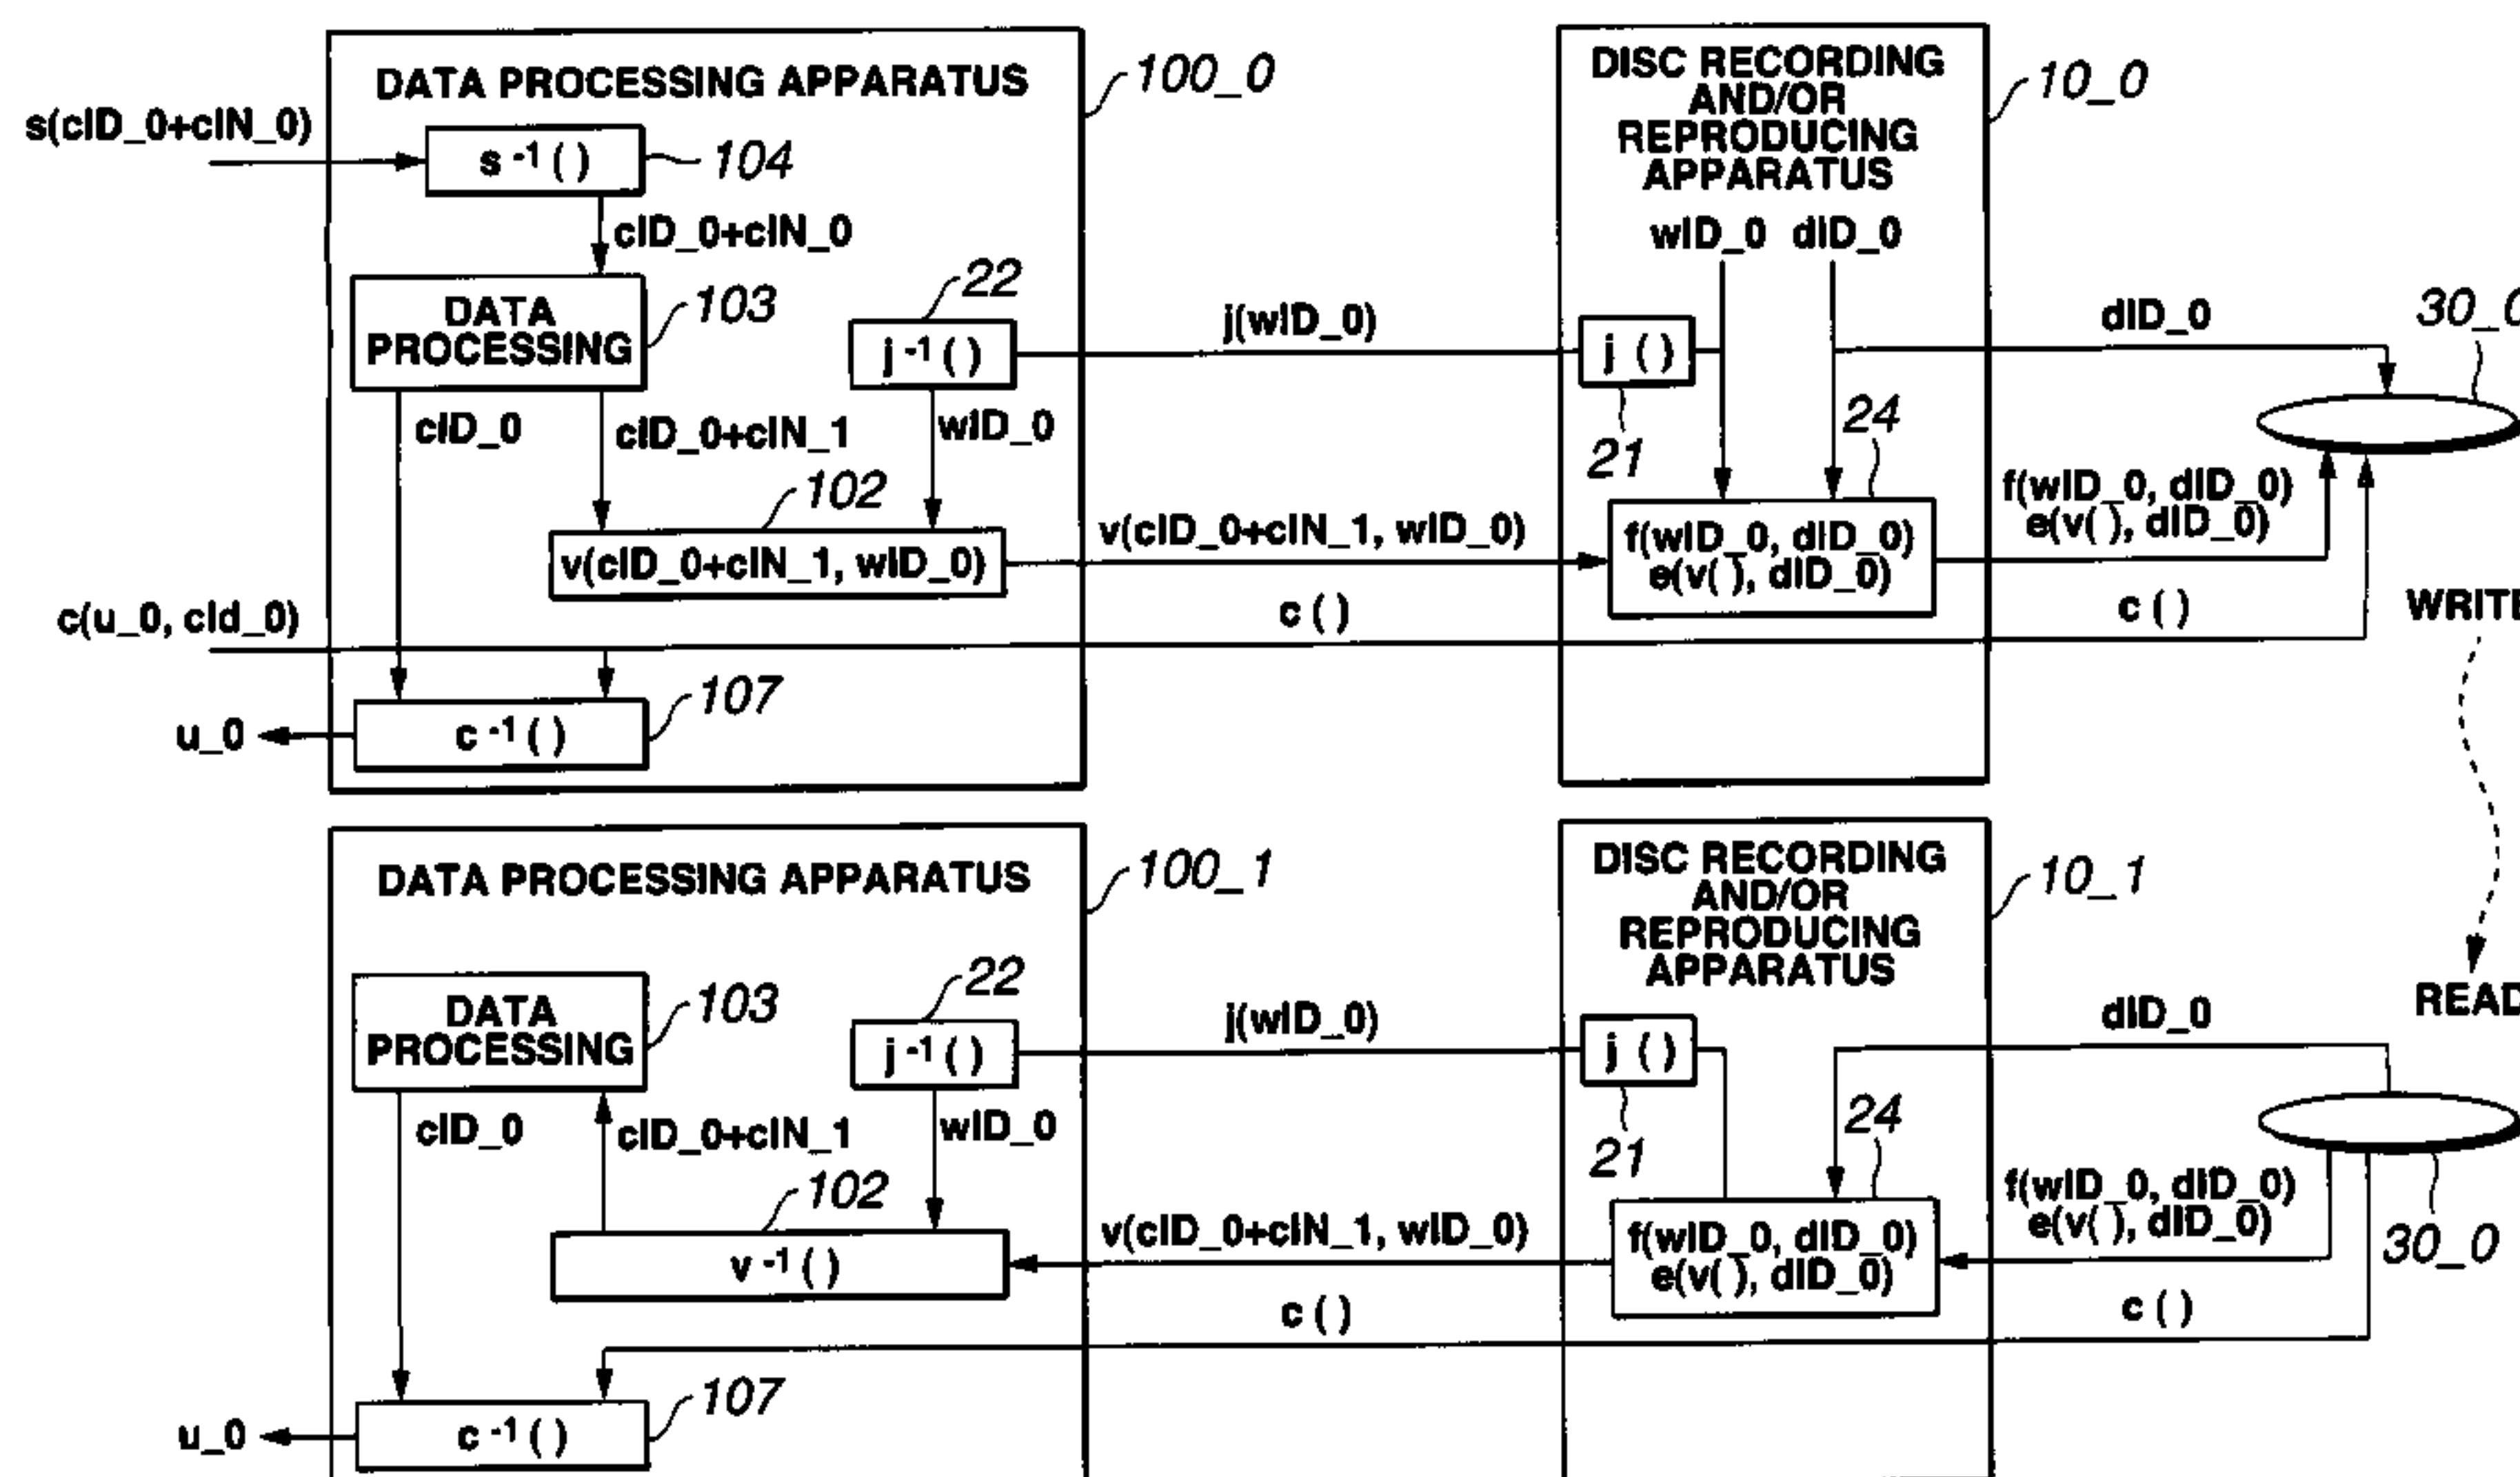 DATA PROCESSING APPARATUS
100_0
s(cID_0+cIN_0)
s -1 ( )
104
cID_0+cIN_0
DATA
PROCESSING
103
22
j -1 ( )
cID_0
cID_0+cIN_1
wID_0
102
v(cID_0+cIN_1, wID_0)
c(u_0, cId_0)
107
c -1 ( )
u_0
j(wID_0)
v(cID_0+cIN_1, wID_0)
c ( )
DISC RECORDING
AND/OR
REPRODUCING
APPARATUS
10_0
wID_0 dID_0
j ( )
21
24
f(wID_0, dID_0)
e(v( ), dID_0)
dID_0
30_0
f(wID_0, dID_0)
e(v( ), dID_0)
c ( )
WRITE
DATA PROCESSING APPARATUS
100_1
DATA
PROCESSING
103
22
j -1 ( )
cID_0
cID_0+cIN_1
wID_0
102
v -1 ( )
107
c -1 ( )
u_0
j(wID_0)
v(cID_0+cIN_1, wID_0)
c ( )
DISC RECORDING
AND/OR
REPRODUCING
APPARATUS
10_1
j ( )
21
24
f(wID_0, dID_0)
e(v( ), dID_0)
dID_0
READ
f(wID_0, dID_0)
e(v( ), dID_0)
30_0
c ( )